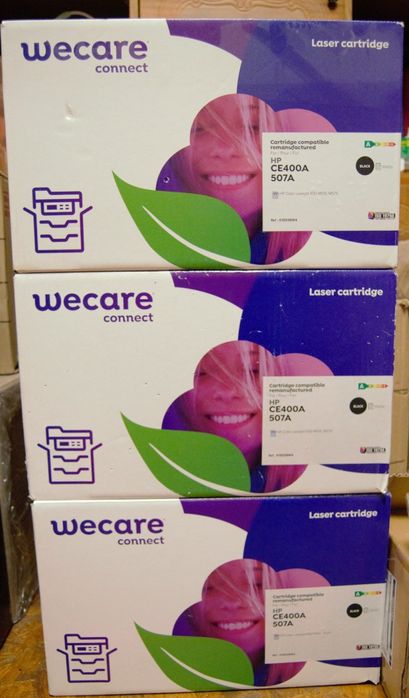 wecare
connect
Laser cartridge
Cartridge compatible
remanufactured
HP
CE400A
507A
BLACK
A
wecare
connect
Laser cartridge
Cartridge compatible
remanufactured
HP
CE400A
507A
BLACK
A
wecare
connect
Laser cartridge
Cartridge compatible
remanufactured
HP
CE400A
507A
BLACK
A